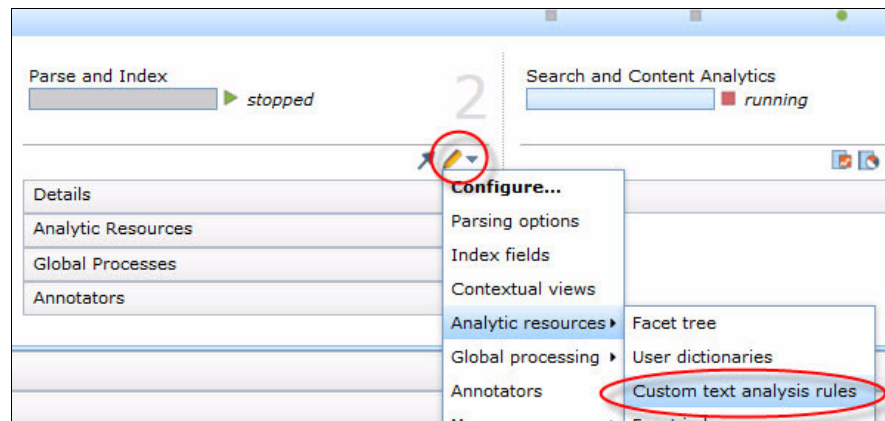 Parse and Index
stopped
2
Search and Content Analytics
running
Configure...
Details
Parsing options
Analytic Resources
Index fields
Global Processes
Contextual views
Annotators
Analytic resources
Facet tree
Global processing
User dictionaries
Annotators
Custom text analysis rules